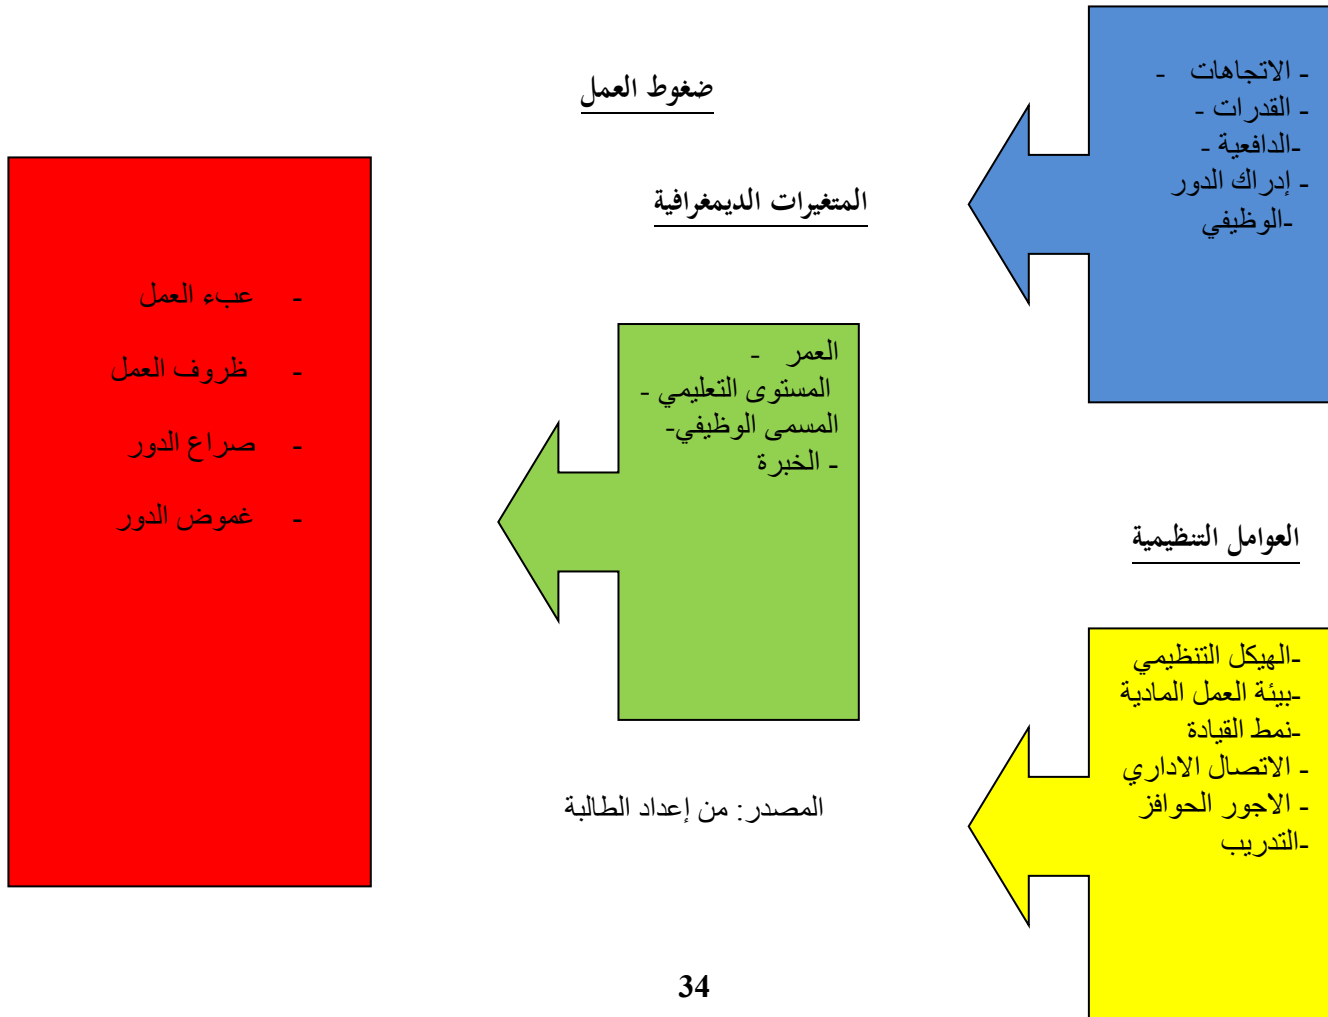 ضغوط العمل
- الاتجاهات -
- القدرات -
-الدافعية -
- إدراك الدور
-الوظيفي
المتغيرات الديمغرافية
العمر -
المستوى التعليمي -
المسمى الوظيفي-
- الخبرة
- عبء العمل
- ظروف العمل
- صراع الدور
- غموض الدور
العوامل التنظيمية
-الهيكل التنظيمي
-بيئة العمل المادية
-نمط القيادة
- الاتصال الاداري
- الاجور الحوافز
-التدريب
المصدر: من إعداد الطالبة
34